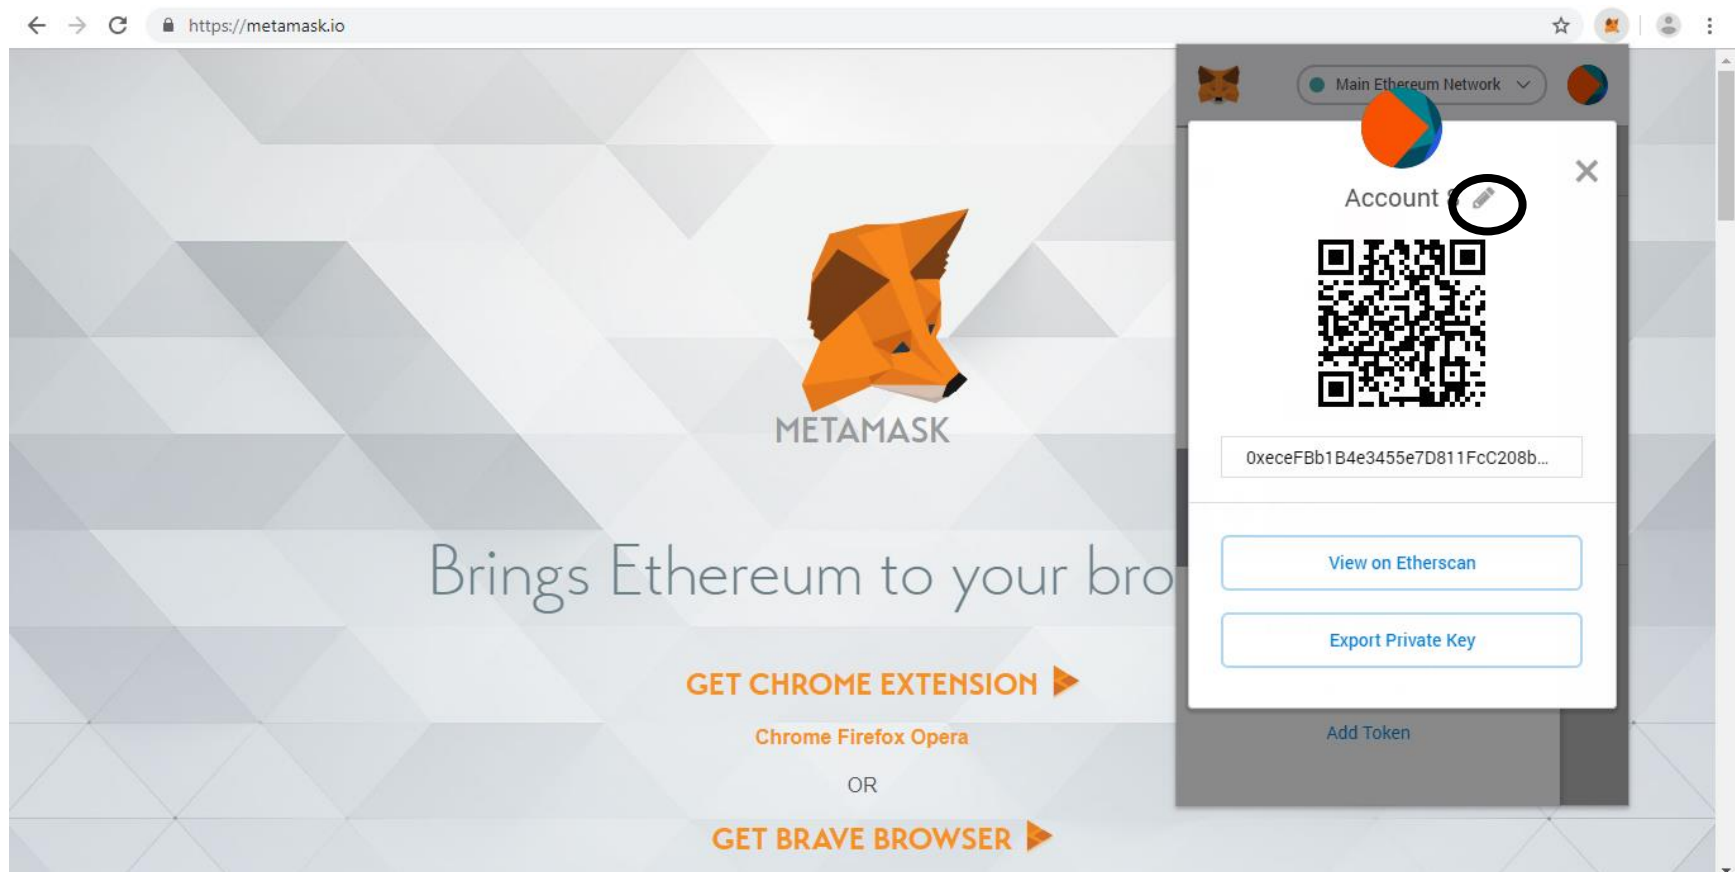 https://metamask.io
Main Ethereum Network
Account 8
METAMASK
0xeceFBb1B4e3455e7D811FcC208b...
Brings Ethereum to your bro
View on Etherscan
Export Private Key
GET CHROME EXTENSION
Chrome Firefox Opera
Add Token
OR
GET BRAVE BROWSER